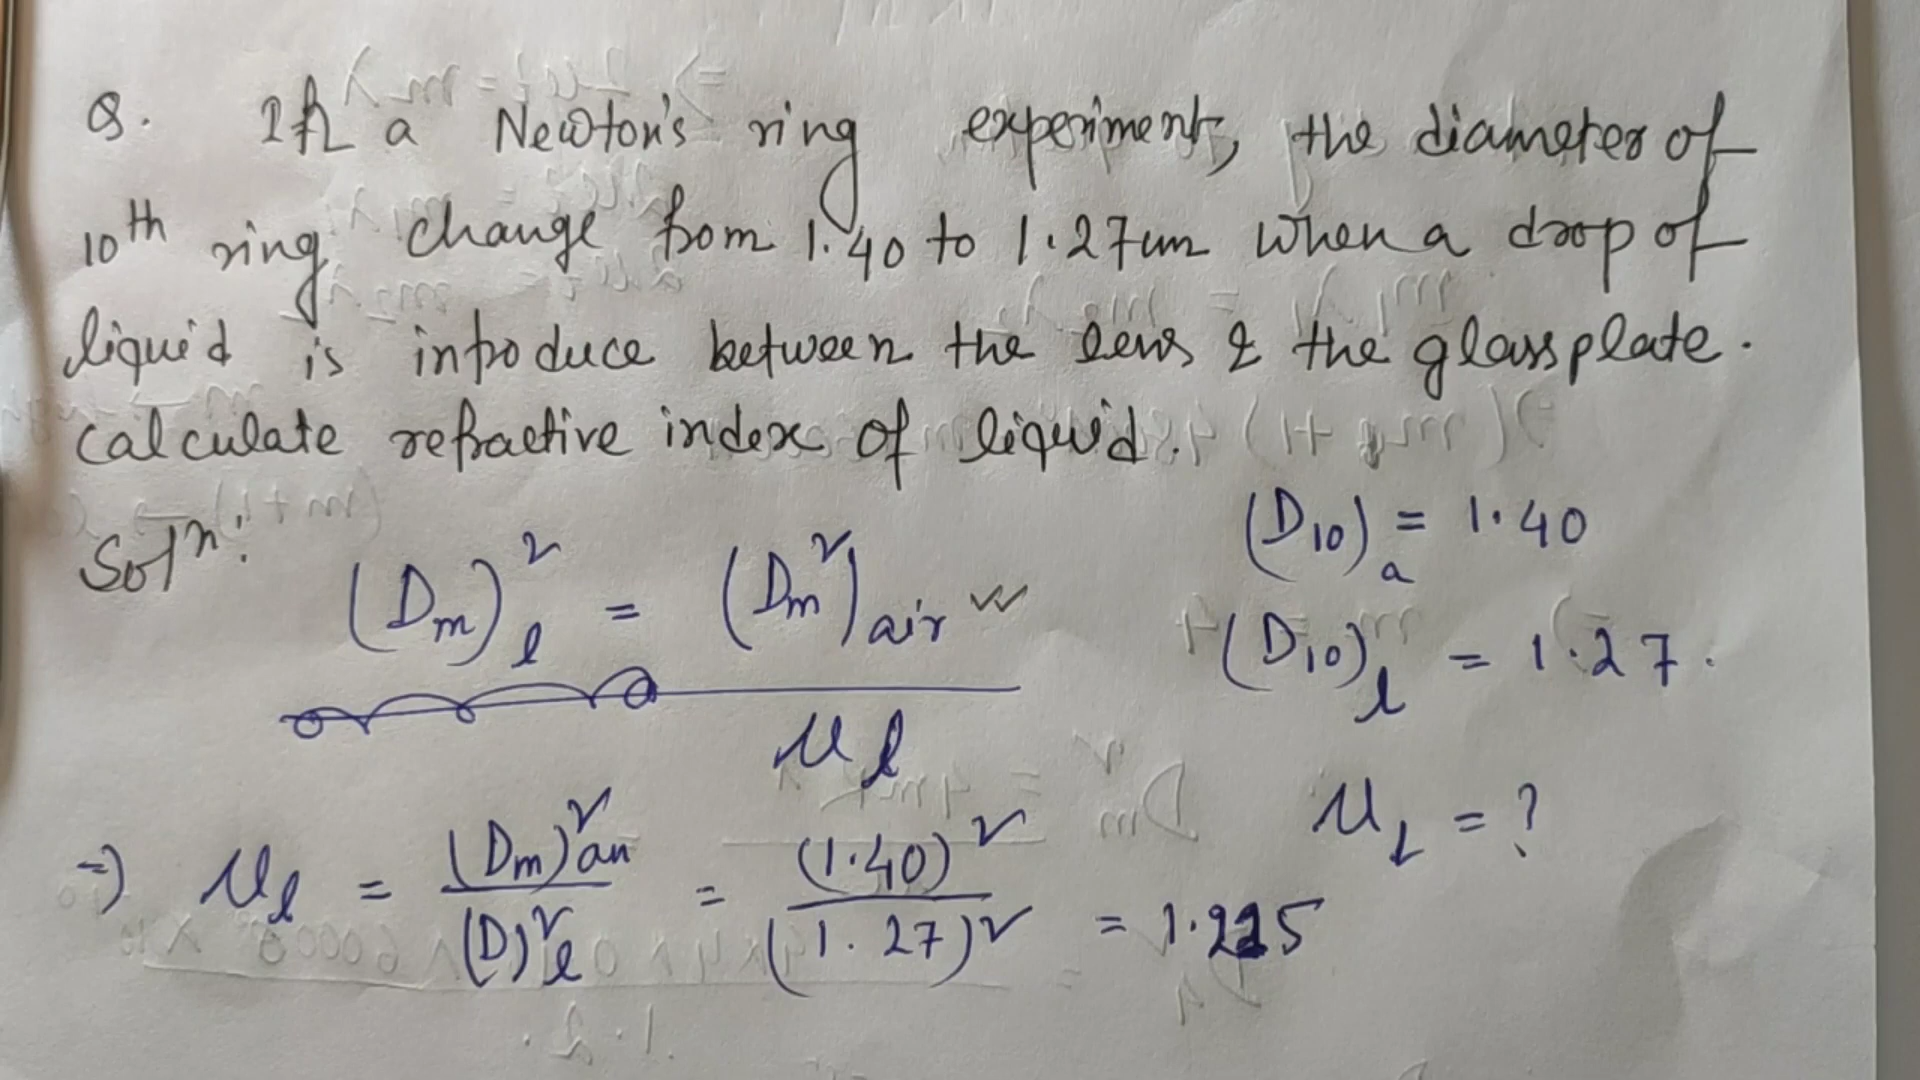 Q. In a Newton's ring experiment, the diameter of
10th ring change from 1.40 to 1.27cm when a drop of
liquid is introduce between the lens & the glass plate.
Calculate refractive index of liquid.
Solⁿ:
(D₁₀)ₐ = 1.40
(Dₘ)²ₗ = (Dₘ²)air / μₗ
(D₁₀)ₗ = 1.27.
μₗ = ?
=) μₗ = (Dₘ)²air / (D)²ₗ = (1.40)² / (1.27)² = 1.225